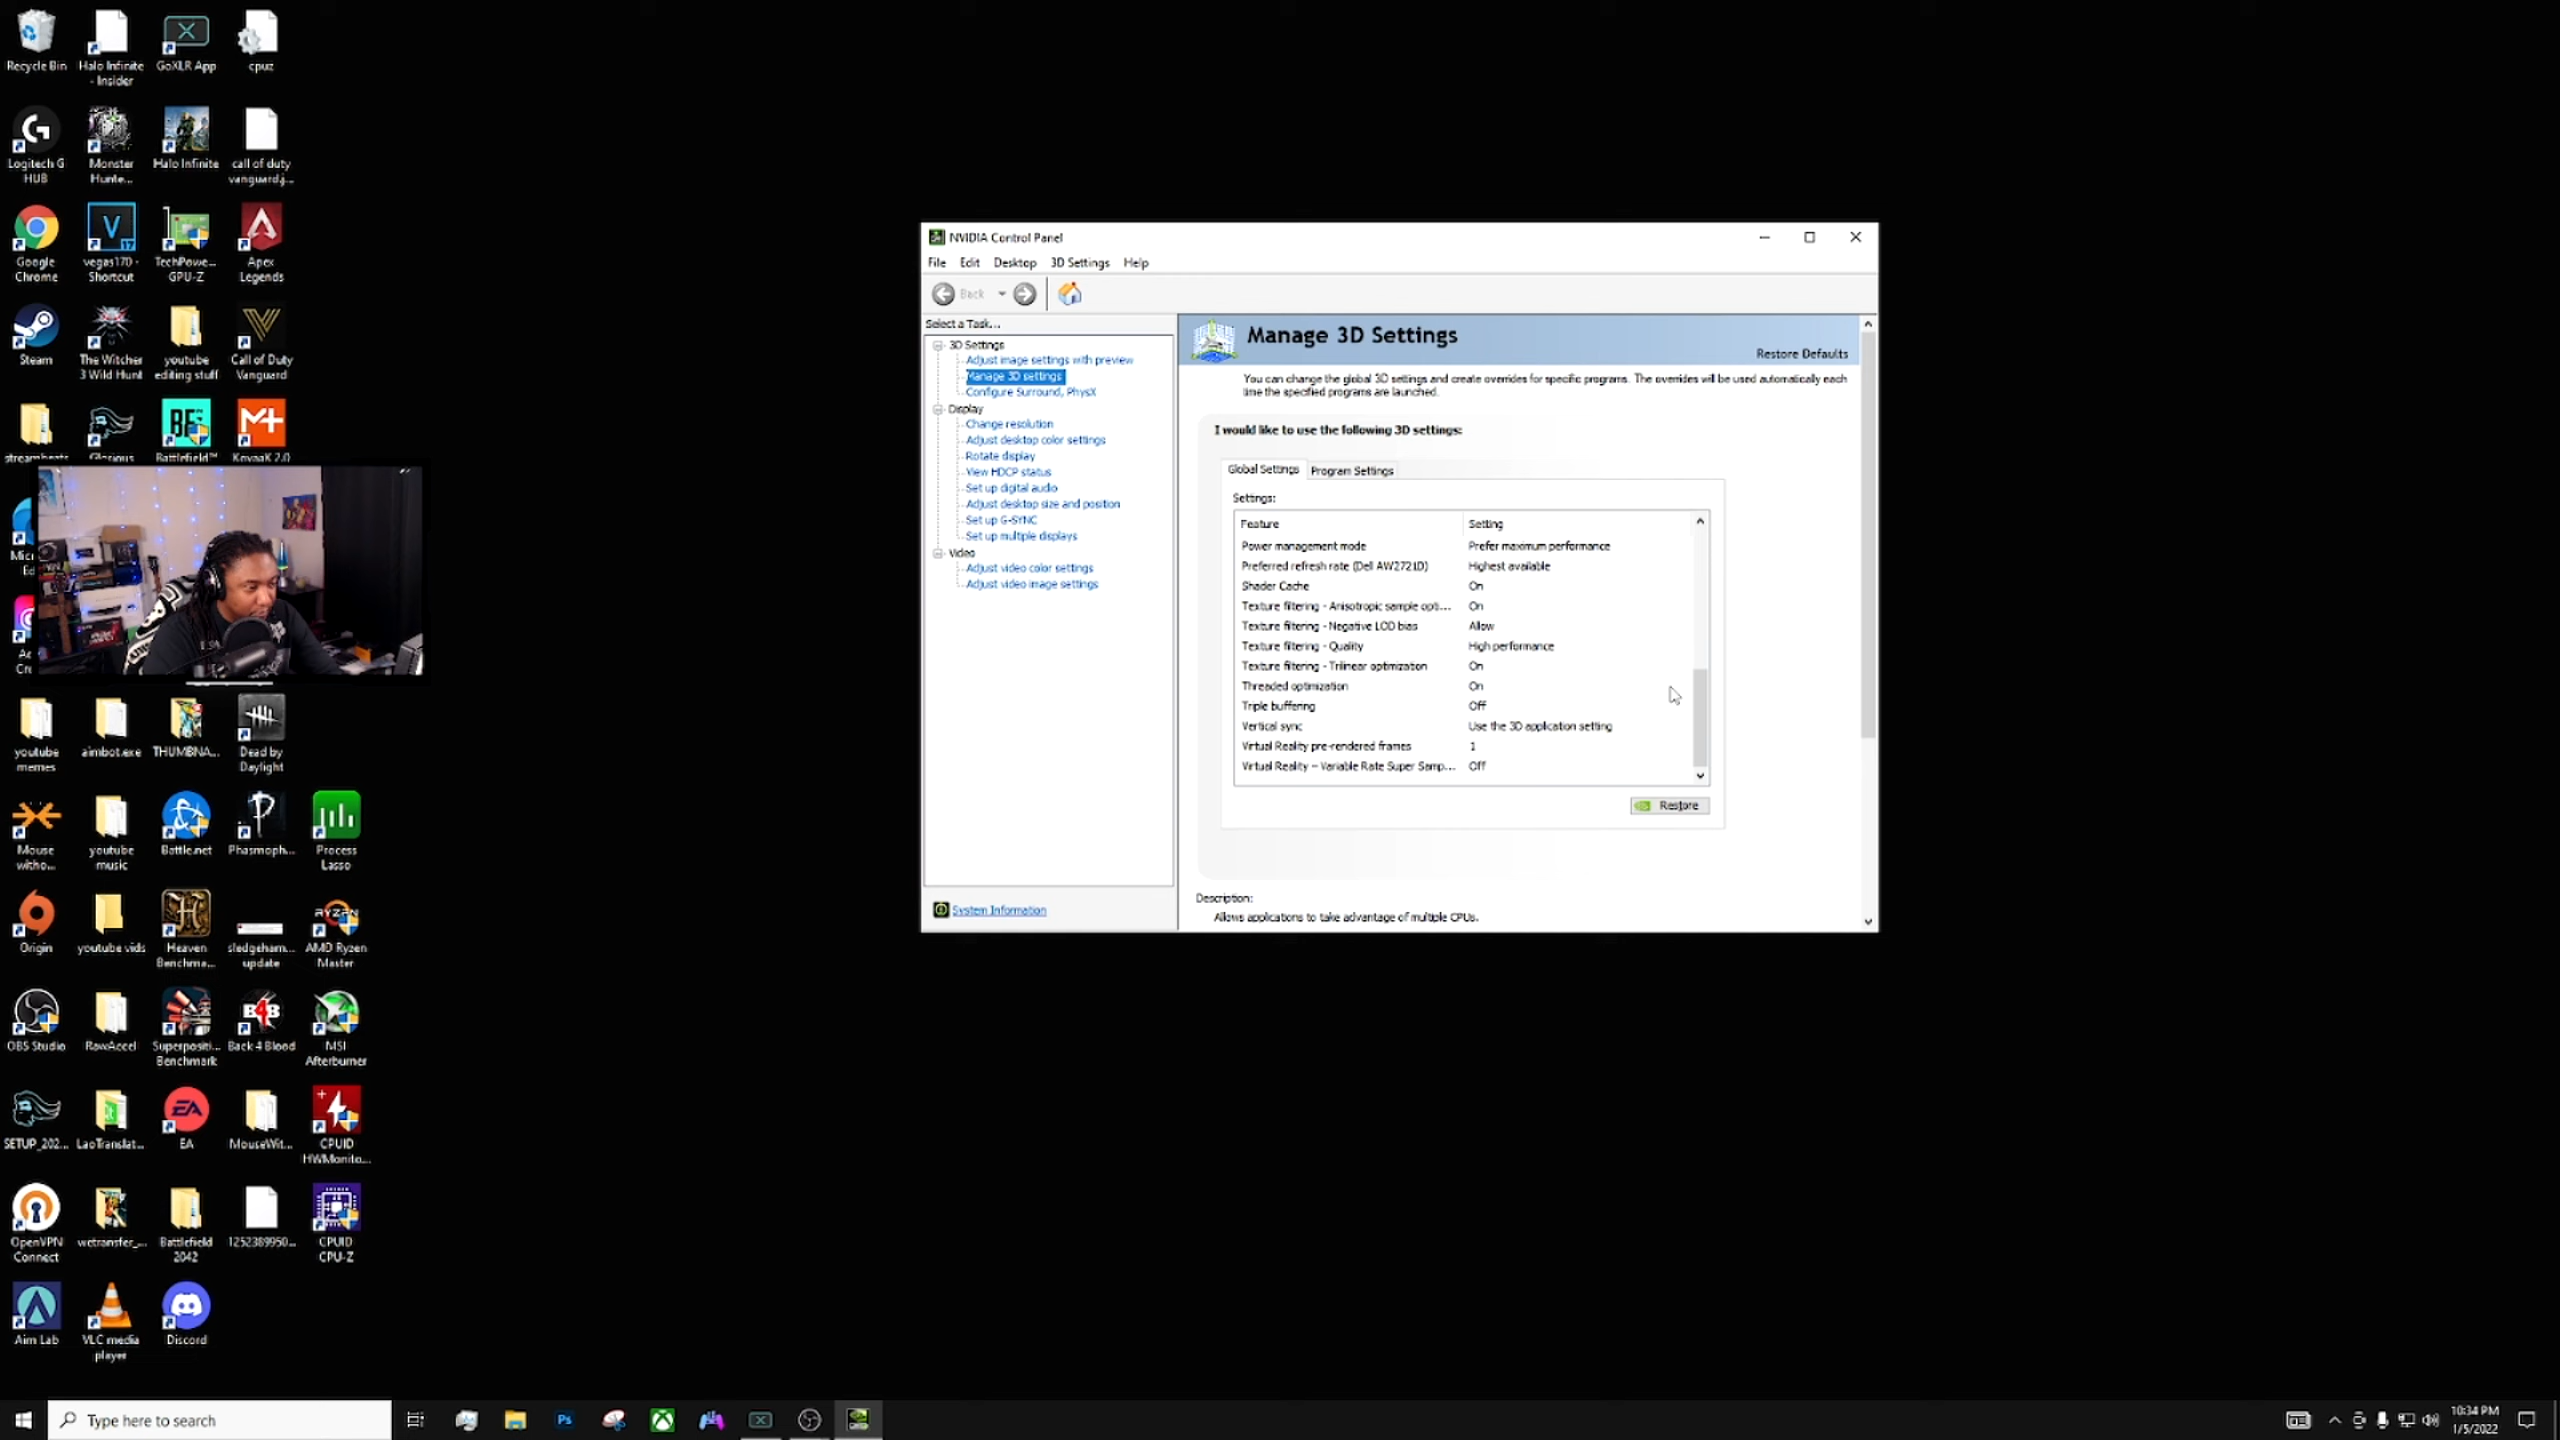 Recycle Bin
Halo Infinite
- Insider
GoXLR App
cpuz
Logitech G
HUB
Monster
Hunte...
Halo Infinite
call of duty
vanguard.j...
Google
Chrome
vegas170 -
Shortcut
TechPowe...
GPU-Z
Apex
Legends
Steam
The Witcher
3 Wild Hunt
youtube
editing stuff
Call of Duty
Vanguard
streambeats
Glorious
Battlefield™
KovaaK 2.0
youtube
memes
aimbot.exe
THUMBNA...
Dead by
Daylight
Mouse
witho...
youtube
music
Battle.net
Phasmoph...
Process
Lasso
Origin
youtube vids
Heaven
Benchma...
sledgeham...
update
RYZEN
AMD Ryzen
Master
OBS Studio
RawAccel
Superpositi...
Benchmark
B4B
Back 4 Blood
MSI
Afterburner
SETUP_202...
LaoTranslat...
EA
EA
MouseWit...
CPUID
HWMonito...
OpenVPN
Connect
wetransfer_...
Battlefield
2042
1252389950...
CPUID
CPU-Z
Aim Lab
VLC media
player
Discord
NVIDIA Control Panel
File Edit Desktop 3D Settings Help
Back
Select a Task...
3D Settings
Adjust image settings with preview
Manage 3D settings
Configure Surround, PhysX
Display
Change resolution
Adjust desktop color settings
Rotate display
View HDCP status
Set up digital audio
Adjust desktop size and position
Set up G-SYNC
Set up multiple displays
Video
Adjust video color settings
Adjust video image settings
System Information
Manage 3D Settings
Restore Defaults
You can change the global 3D settings and create overrides for specific programs. The overrides will be used automatically each
time the specified programs are launched.
I would like to use the following 3D settings:
Global Settings Program Settings
Settings:
Feature Setting
Power management mode Prefer maximum performance
Preferred refresh rate (Dell AW2721D) Highest available
Shader Cache On
Texture filtering - Anisotropic sample opti... On
Texture filtering - Negative LOD bias Allow
Texture filtering - Quality High performance
Texture filtering - Trilinear optimization On
Threaded optimization On
Triple buffering Off
Vertical sync Use the 3D application setting
Virtual Reality pre-rendered frames 1
Virtual Reality – Variable Rate Super Samp... Off
Restore
Description:
Allows applications to take advantage of multiple CPUs.
Type here to search
Ps
10:34 PM
1/5/2022